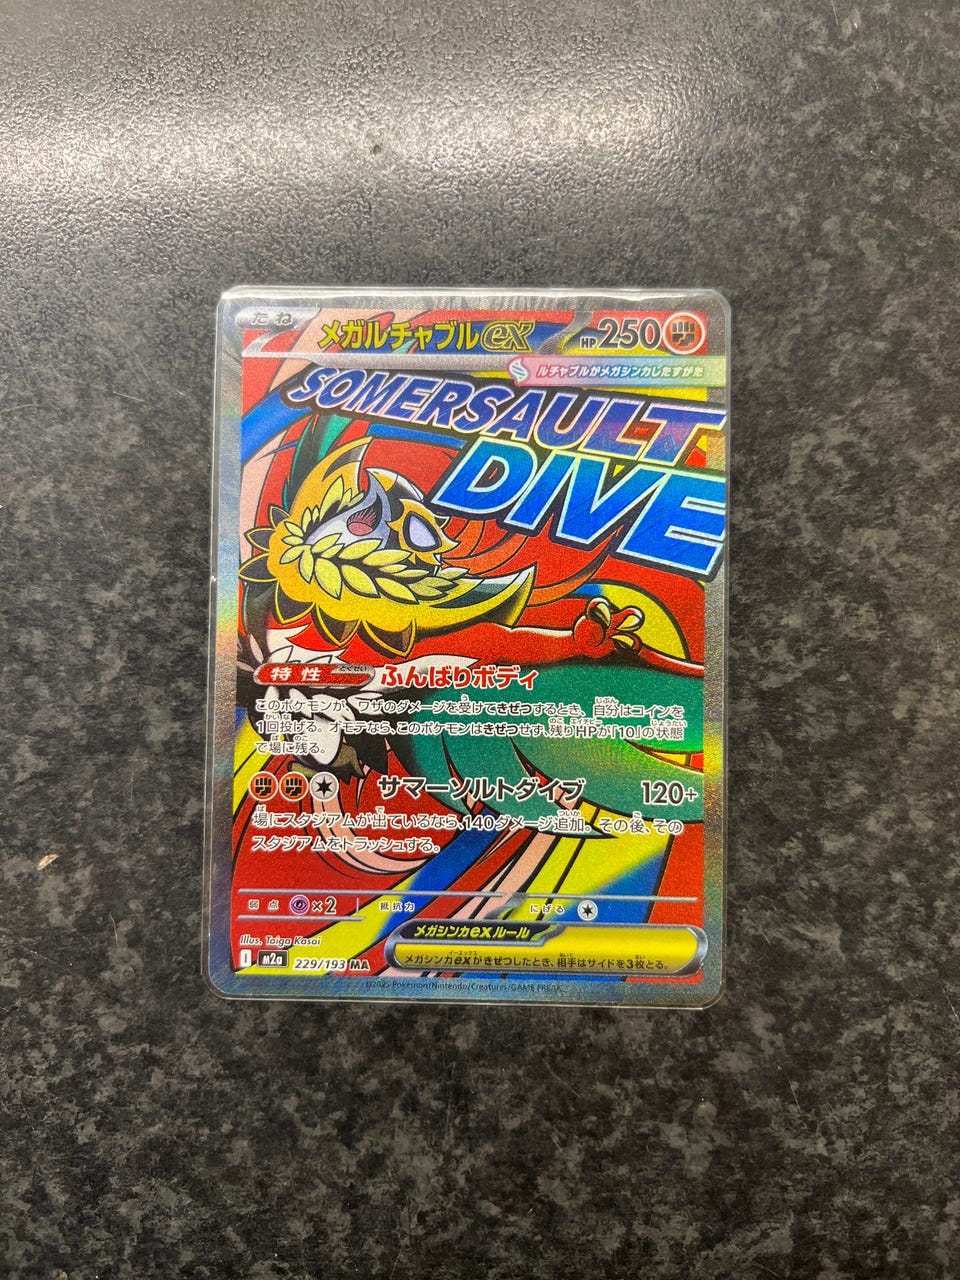 たね
メガルチャブルex
HP250
ルチャブルがメガシンカしたすがた
SOMERSAULT
DIVE
特性 とくせい ふんばりボディ
このポケモンが、ワザのダメージを受けてきぜつするとき、自分はコインを
1回投げる。オモテなら、このポケモンはきぜつせず、残りHPが「10」の状態
で場に残る。
サマーソルトダイブ 120+
場にスタジアムが出ているなら、140ダメージ追加。その後、その
スタジアムをトラッシュする。
弱点 ×2 抵抗力 にげる
メガシンカexルール
メガシンカexがきぜつしたとき、相手はサイドを3枚とる。
Illus. Taiga Kasai
I m2a 229/193 MA
©2025 Pokémon/Nintendo/Creatures/GAME FREAK.